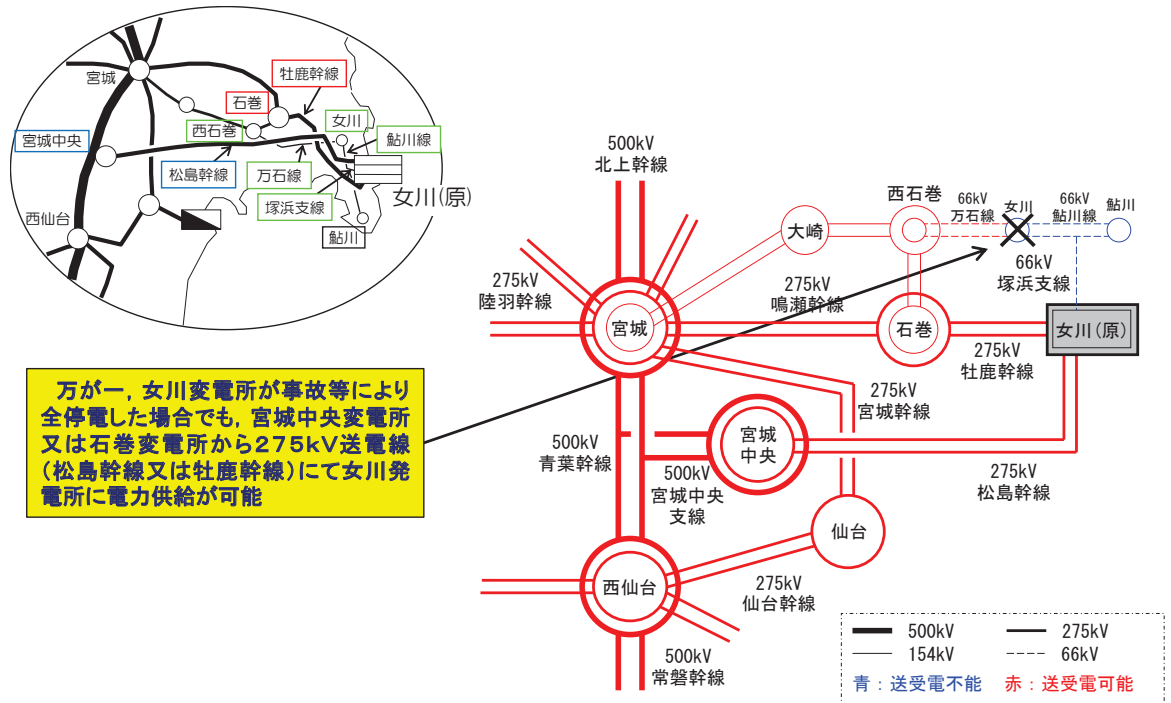 宮城
牡鹿幹線
石巻
女川
西石巻
鮎川線
宮城中央
松島幹線
万石線
塚浜支線
女川(原)
西仙台
鮎川
万が一，女川変電所が事故等により
全停電した場合でも，宮城中央変電所
又は石巻変電所から275kV送電線
（松島幹線又は牡鹿幹線）にて女川発
電所に電力供給が可能
500kV
北上幹線
西石巻
66kV
万石線
女川
66kV
鮎川線
鮎川
大崎
66kV
塚浜支線
275kV
陸羽幹線
275kV
鳴瀬幹線
宮城
石巻
女川(原)
275kV
牡鹿幹線
275kV
宮城幹線
500kV
青葉幹線
宮城
中央
500kV
宮城中央
支線
275kV
松島幹線
仙台
西仙台
275kV
仙台幹線
500kV
常磐幹線
500kV
275kV
154kV
66kV
青：送受電不能
赤：送受電可能